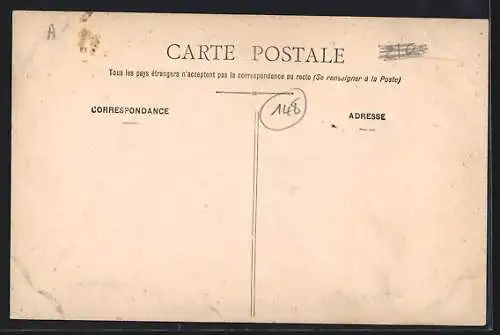 A
CARTE POSTALE
Tous les pays étrangers n'acceptent pas la correspondance au recto (Se renseigner à la Poste)
148
CORRESPONDANCE
ADRESSE